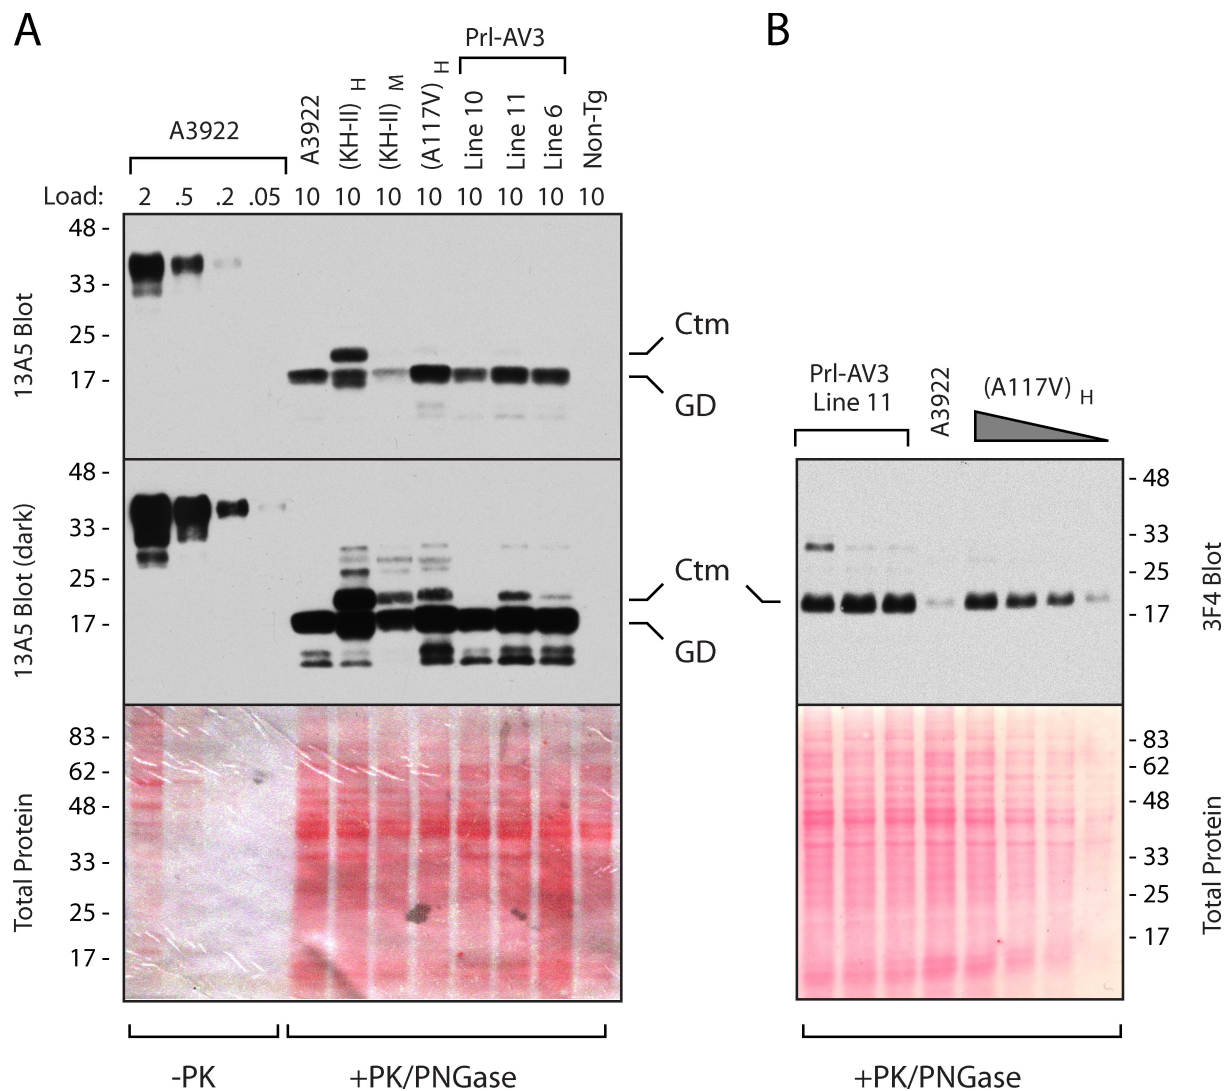 A
B
Prl-AV3
A3922
A3922
(KH-II) H
(KH-II) M
(A117V) H
Line 10
Line 11
Line 6
Non-Tg
Load: 2 .5 .2 .05 10 10 10 10 10 10 10 10
13A5 Blot
48 -
33 -
25 -
17 -
Ctm
GD
13A5 Blot (dark)
48 -
33 -
25 -
17 -
Ctm
GD
Total Protein
83 -
62 -
48 -
33 -
25 -
17 -
-PK
+PK/PNGase
Prl-AV3
Line 11
A3922
(A117V) H
- 48
- 33
- 25
- 17
3F4 Blot
- 83
- 62
- 48
- 33
- 25
- 17
Total Protein
+PK/PNGase